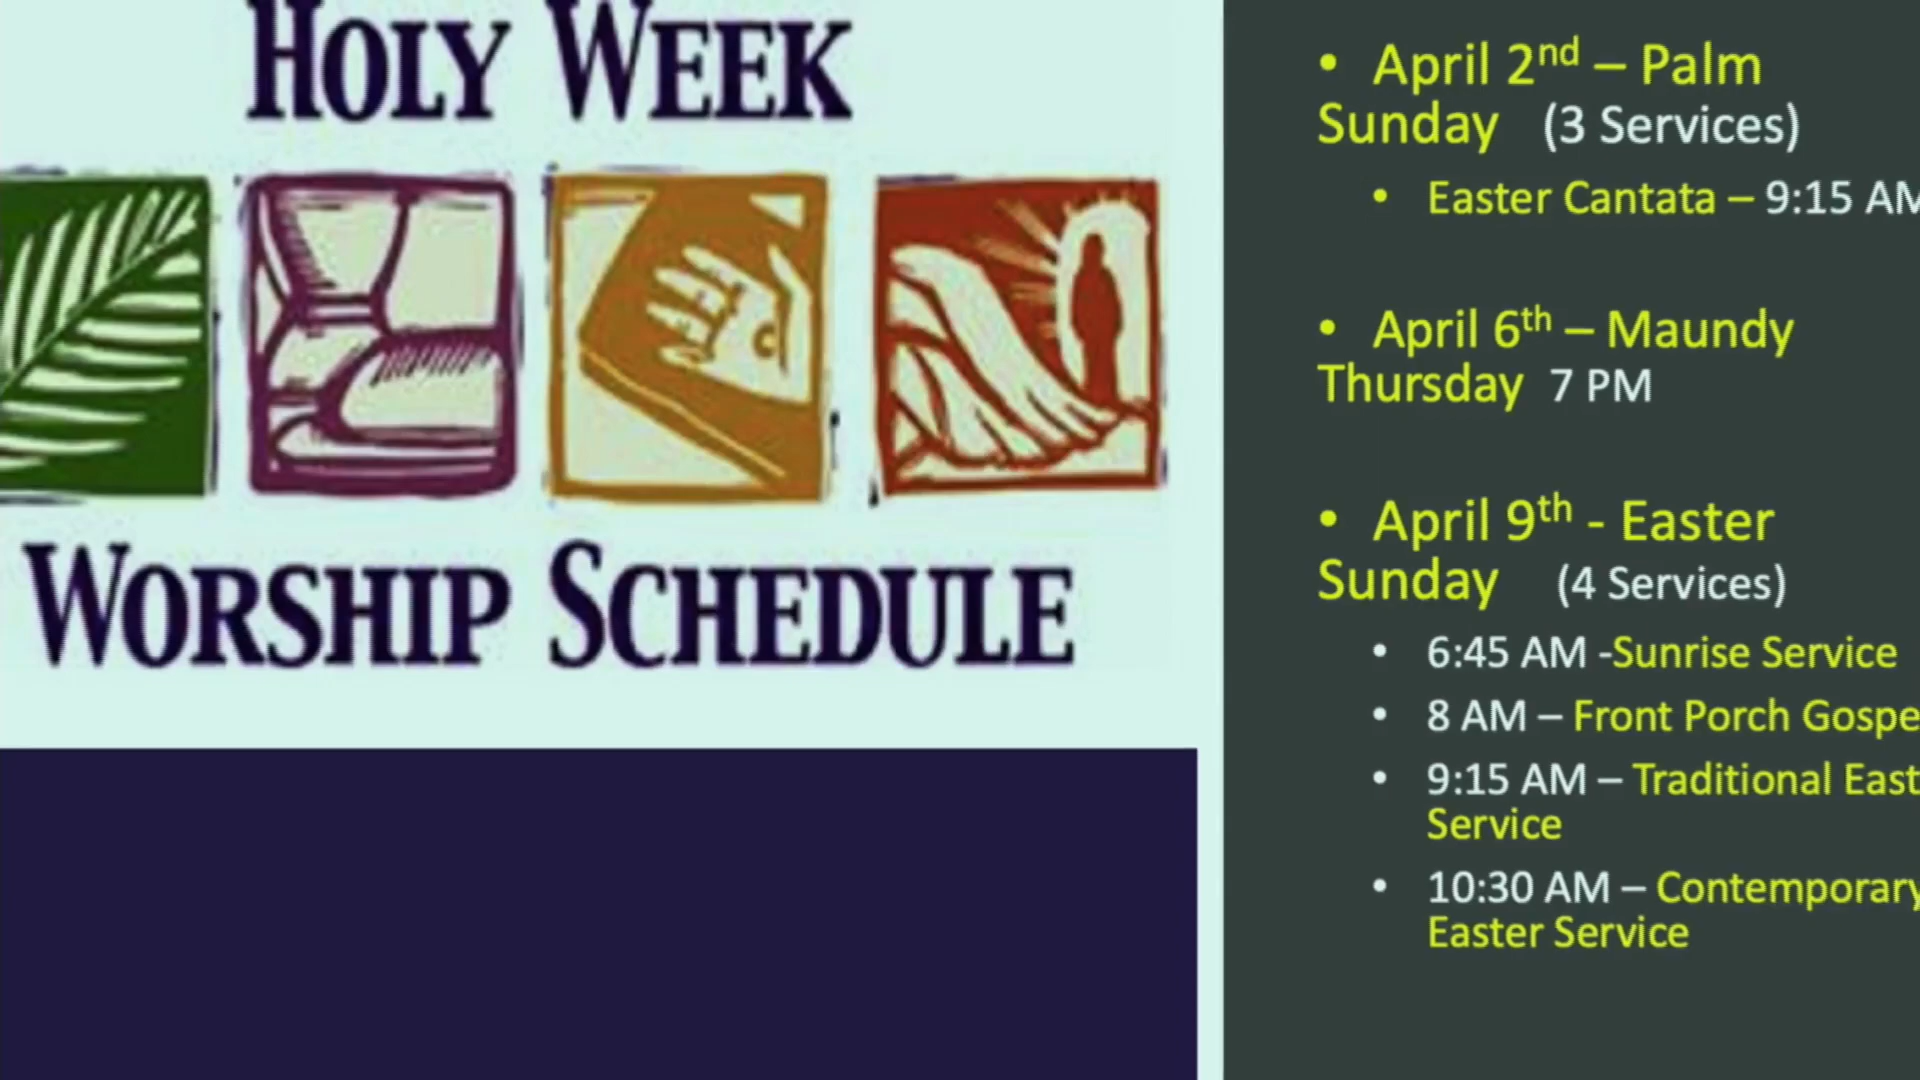 HOLY WEEK
WORSHIP SCHEDULE
• April 2nd – Palm
Sunday (3 Services)
• Easter Cantata – 9:15 AM
• April 6th – Maundy
Thursday 7 PM
• April 9th - Easter
Sunday (4 Services)
• 6:45 AM -Sunrise Service
• 8 AM – Front Porch Gospe
• 9:15 AM – Traditional East
Service
• 10:30 AM – Contemporary
Easter Service